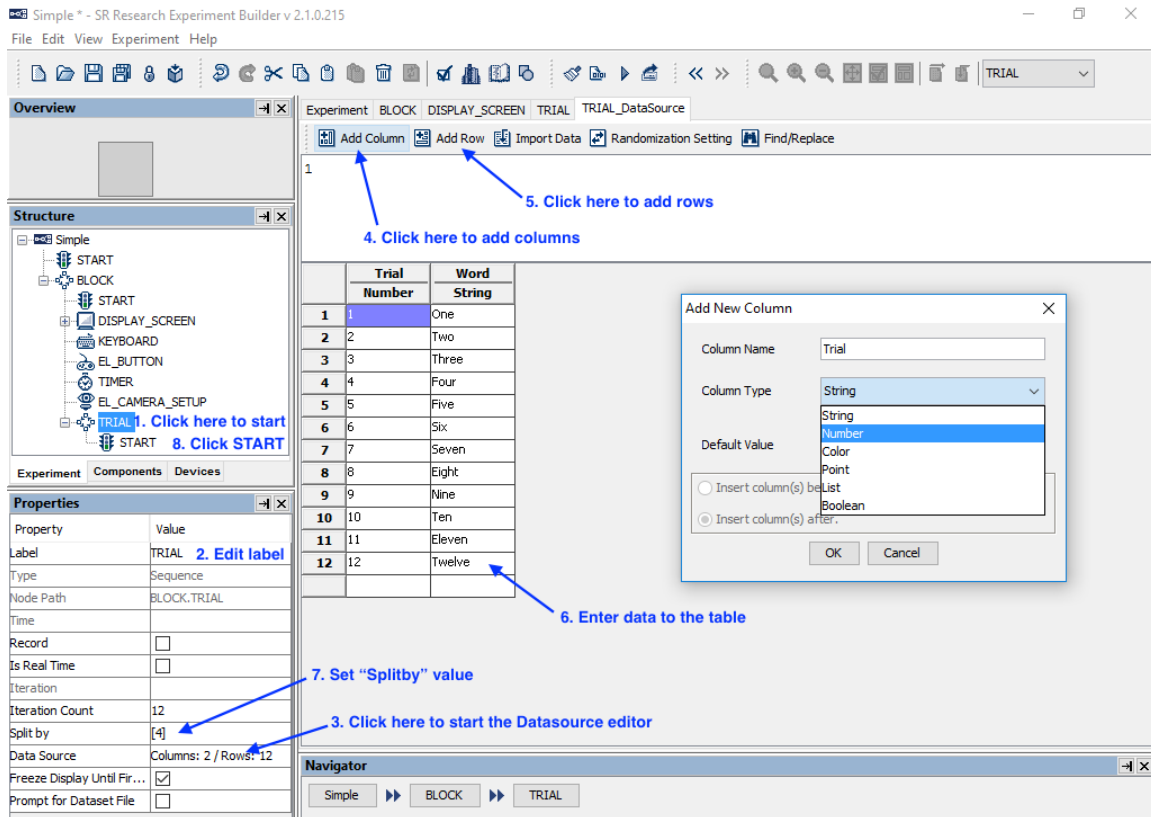 Simple * - SR Research Experiment Builder v 2.1.0.215
File Edit View Experiment Help
TRIAL
Overview
Experiment BLOCK DISPLAY_SCREEN TRIAL TRIAL_DataSource
Add Column Add Row Import Data Randomization Setting Find/Replace
1
5. Click here to add rows
4. Click here to add columns
Structure
Simple
START
BLOCK
START
DISPLAY_SCREEN
KEYBOARD
EL_BUTTON
TIMER
EL_CAMERA_SETUP
TRIAL 1. Click here to start
START 8. Click START
Experiment Components Devices
Properties
Property Value
Label TRIAL 2. Edit label
Type Sequence
Node Path BLOCK.TRIAL
Time
Record
Is Real Time
Iteration
Iteration Count 12
Split by [4]
Data Source Columns: 2 / Rows: 12
Freeze Display Until Fir...
Prompt for Dataset File
Trial Word
Number String
1 1 One
2 2 Two
3 3 Three
4 4 Four
5 5 Five
6 6 Six
7 7 Seven
8 8 Eight
9 9 Nine
10 10 Ten
11 11 Eleven
12 12 Twelve
Add New Column
Column Name Trial
Column Type String
String
Number
Color
Point
List
Boolean
Default Value
Insert column(s) be
Insert column(s) after.
OK Cancel
6. Enter data to the table
7. Set “Splitby” value
3. Click here to start the Datasource editor
Navigator
Simple BLOCK TRIAL